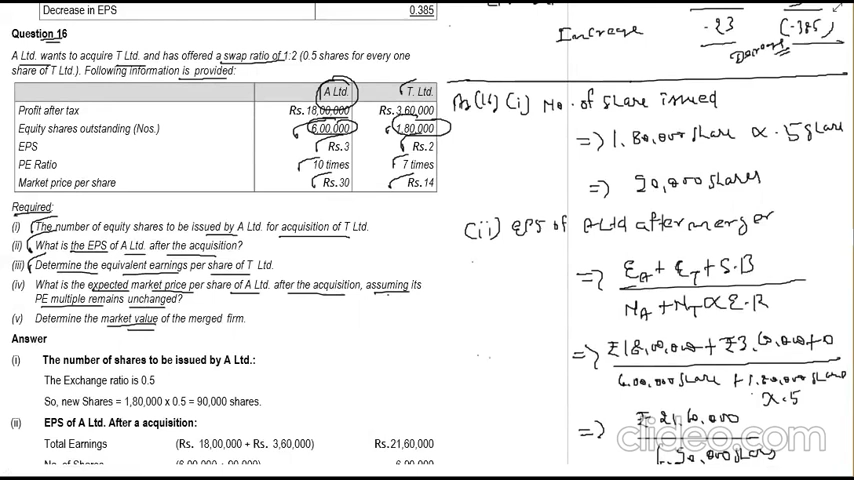 Decrease in EPS 0.385
Question 16
A Ltd. wants to acquire T Ltd. and has offered a swap ratio of 1:2 (0.5 shares for every one
share of T Ltd.). Following information is provided:
A Ltd. T. Ltd.
Profit after tax Rs.18,00,000 Rs.3,60,000
Equity shares outstanding (Nos.) 6,00,000 1,80,000
EPS Rs.3 Rs.2
PE Ratio 10 times 7 times
Market price per share Rs.30 Rs.14
Required:
(i) The number of equity shares to be issued by A Ltd. for acquisition of T Ltd.
(ii) What is the EPS of A Ltd. after the acquisition?
(iii) Determine the equivalent earnings per share of T Ltd.
(iv) What is the expected market price per share of A Ltd. after the acquisition, assuming its
PE multiple remains unchanged?
(v) Determine the market value of the merged firm.
Answer
(i) The number of shares to be issued by A Ltd.:
The Exchange ratio is 0.5
So, new Shares = 1,80,000 x 0.5 = 90,000 shares.
(ii) EPS of A Ltd. After a acquisition:
Total Earnings (Rs. 18,00,000 + Rs. 3,60,000) Rs.21,60,000
Increase -.23 (-.385)
Decrease
As(16) (i) No. of share issued
=> 1,80,000 share x .5 share
=> 90,000 shares
(ii) EPS of A Ltd after merger
=> EA + ET + S.B
NA + NT x E.R
=> ₹18,00,000 + ₹3,60,000 + 0
6,00,000 share + 1,80,000 share
x .5
=> ₹ 21,60,000
6,90,000 shares
clideo.com